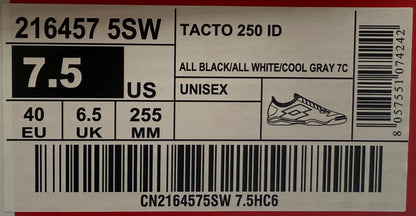 216457 5SW
TACTO 250 ID
7.5
US
ALL BLACK/ALL WHITE/COOL GRAY 7C
UNISEX
40
EU
6.5
UK
255
MM
8 057551 074242
CN2164575SW 7.5HC6